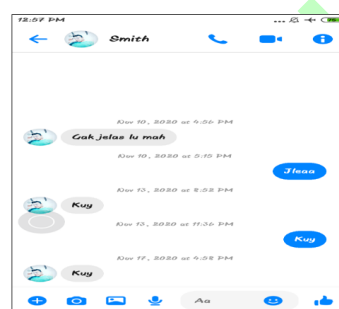 12:57 PM
Smith
Nov 10, 2020 at 4:56 PM
Gak jelas lu mah
Nov 10, 2020 at 5:15 PM
Jleaa
Nov 13, 2020 at 8:52 PM
Kuy
Nov 13, 2020 at 11:36 PM
Kuy
Nov 17, 2020 at 4:58 PM
Kuy
Aa